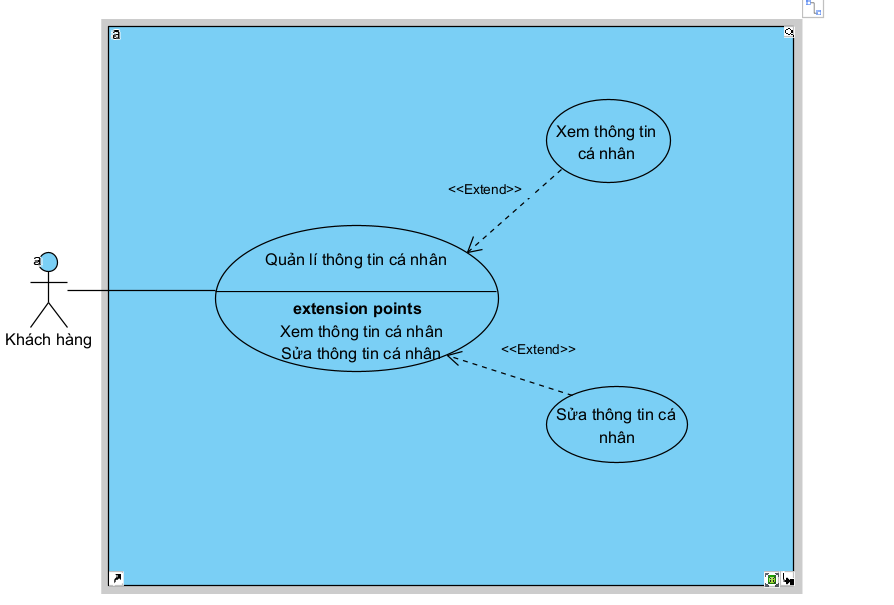 a
Xem thông tin
cá nhân
<<Extend>>
Quản lí thông tin cá nhân
a
extension points
Xem thông tin cá nhân
Sửa thông tin cá nhân
Khách hàng
<<Extend>>
Sửa thông tin cá
nhân